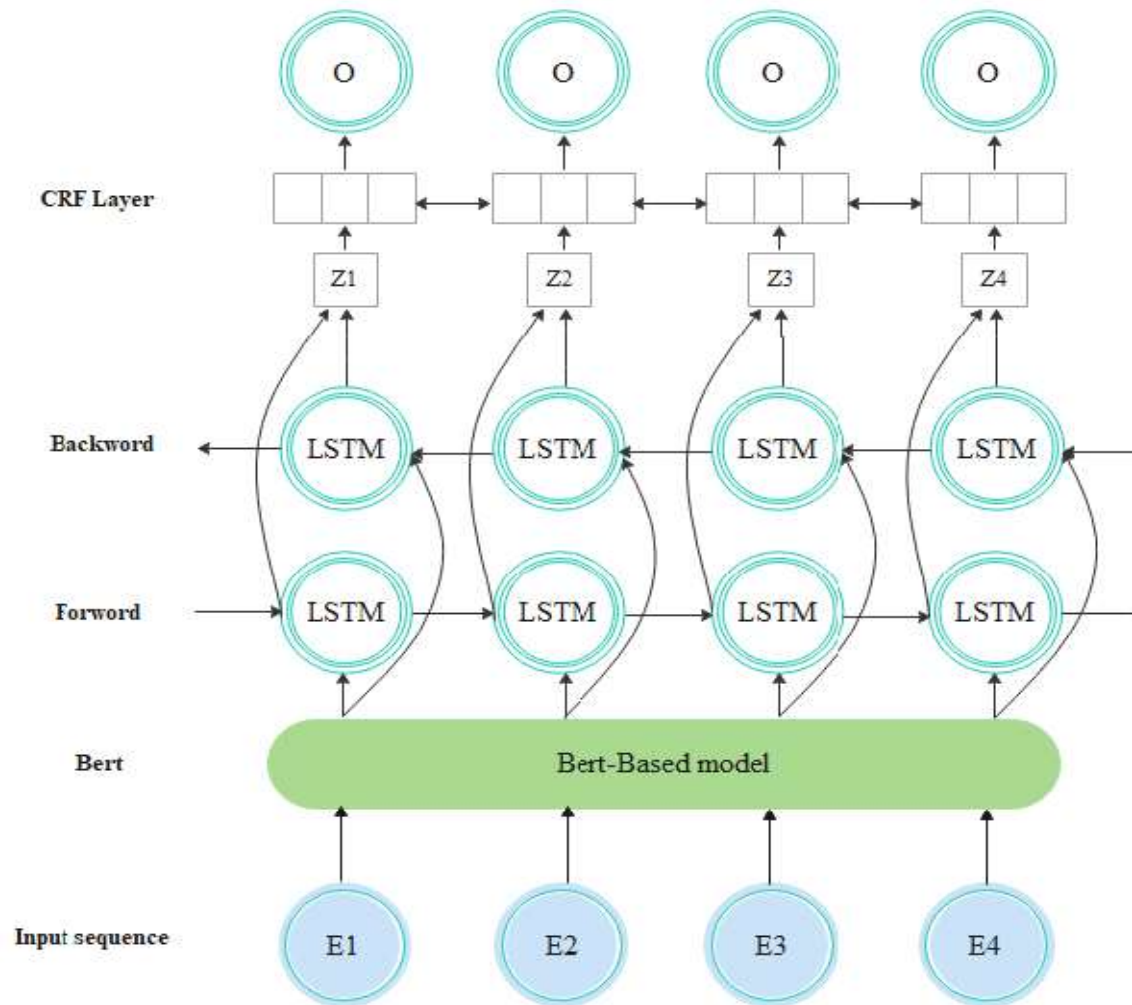 O O O O
CRF Layer
Z1 Z2 Z3 Z4
Backword LSTM LSTM LSTM LSTM
Forword LSTM LSTM LSTM LSTM
Bert Bert-Based model
Input sequence E1 E2 E3 E4